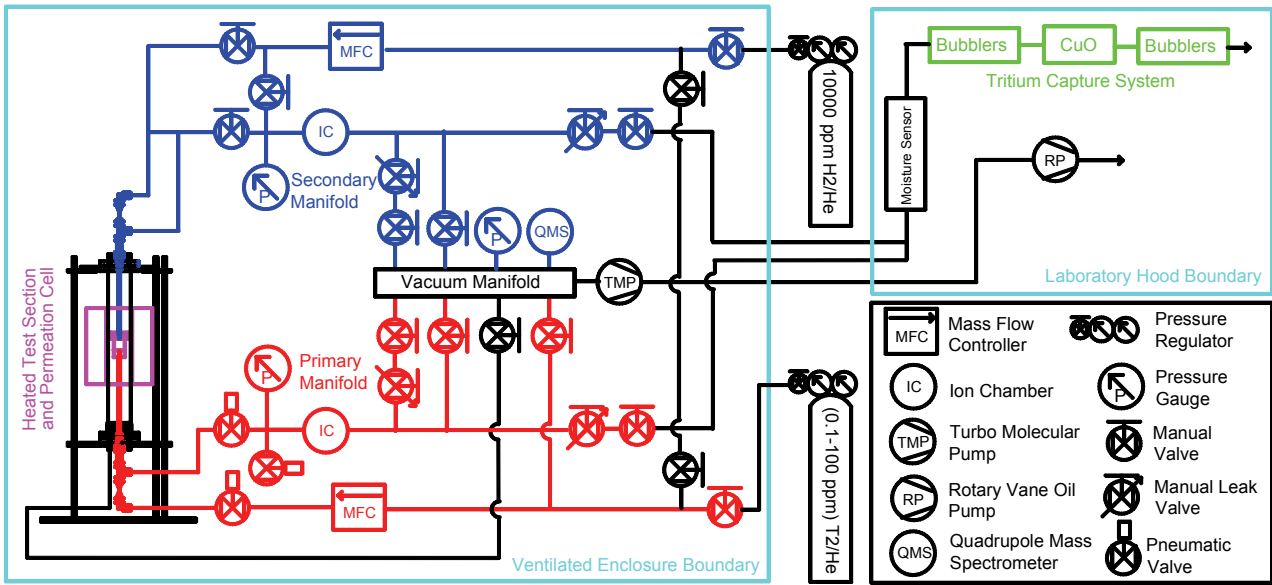 MFC
IC
P
Secondary
Manifold
P
QMS
Vacuum Manifold
TMP
10000 ppm H2/He
Bubblers
CuO
Bubblers
Tritium Capture System
Moisture Sensor
RP
Laboratory Hood Boundary
Heated Test Section
and Permeation Cell
P
Primary
Manifold
IC
MFC
(0.1-100 ppm) T2/He
Ventilated Enclosure Boundary
MFC
Mass Flow
Controller
Pressure
Regulator
IC
Ion Chamber
P
Pressure
Gauge
TMP
Turbo Molecular
Pump
Manual
Valve
RP
Rotary Vane Oil
Pump
Manual Leak
Valve
QMS
Quadrupole Mass
Spectrometer
Pneumatic
Valve